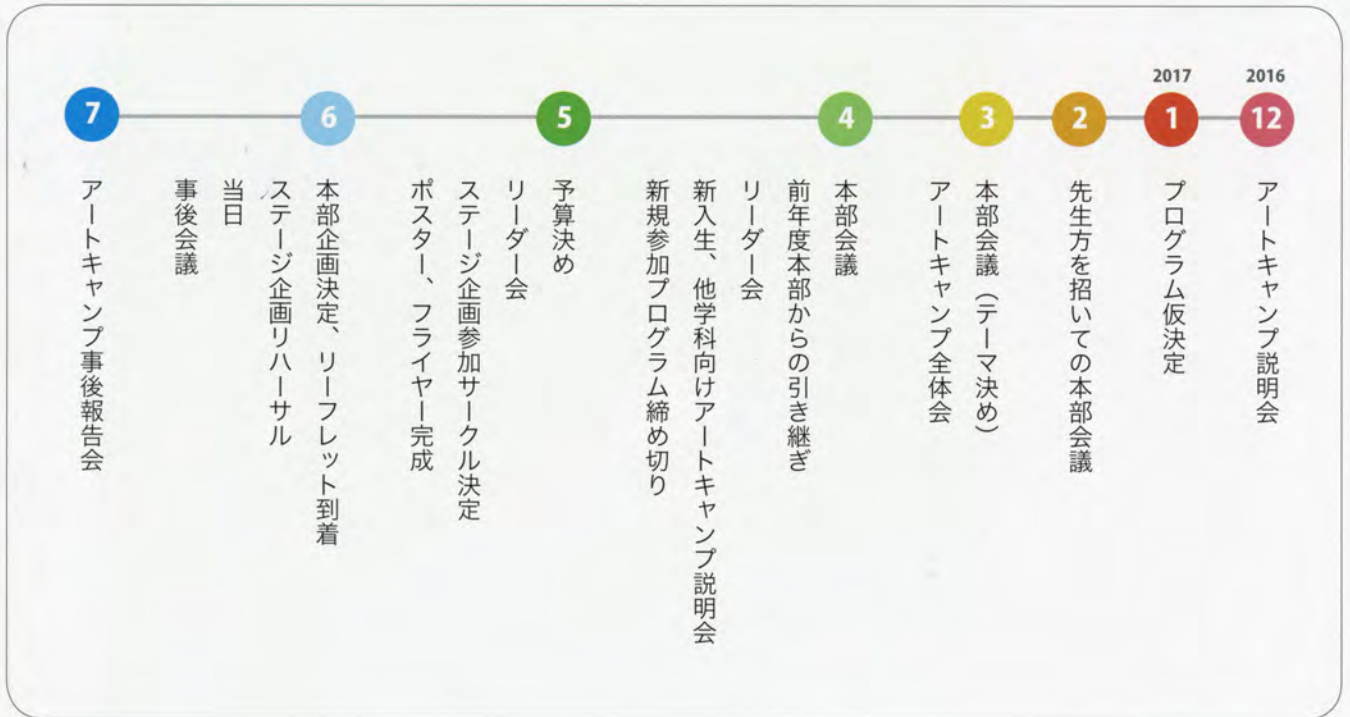 2016
12
アートキャンプ説明会
2017
1
プログラム仮決定
2
先生方を招いての本部会議
3
本部会議（テーマ決め）
アートキャンプ全体会
4
本部会議
前年度本部からの引き継ぎ
リーダー会
新入生、他学科向けアートキャンプ説明会
新規参加プログラム締め切り
5
予算決め
リーダー会
ステージ企画参加サークル決定
ポスター、フライヤー完成
6
本部企画決定、リーフレット到着
ステージ企画リハーサル
当日
事後会議
7
アートキャンプ事後報告会